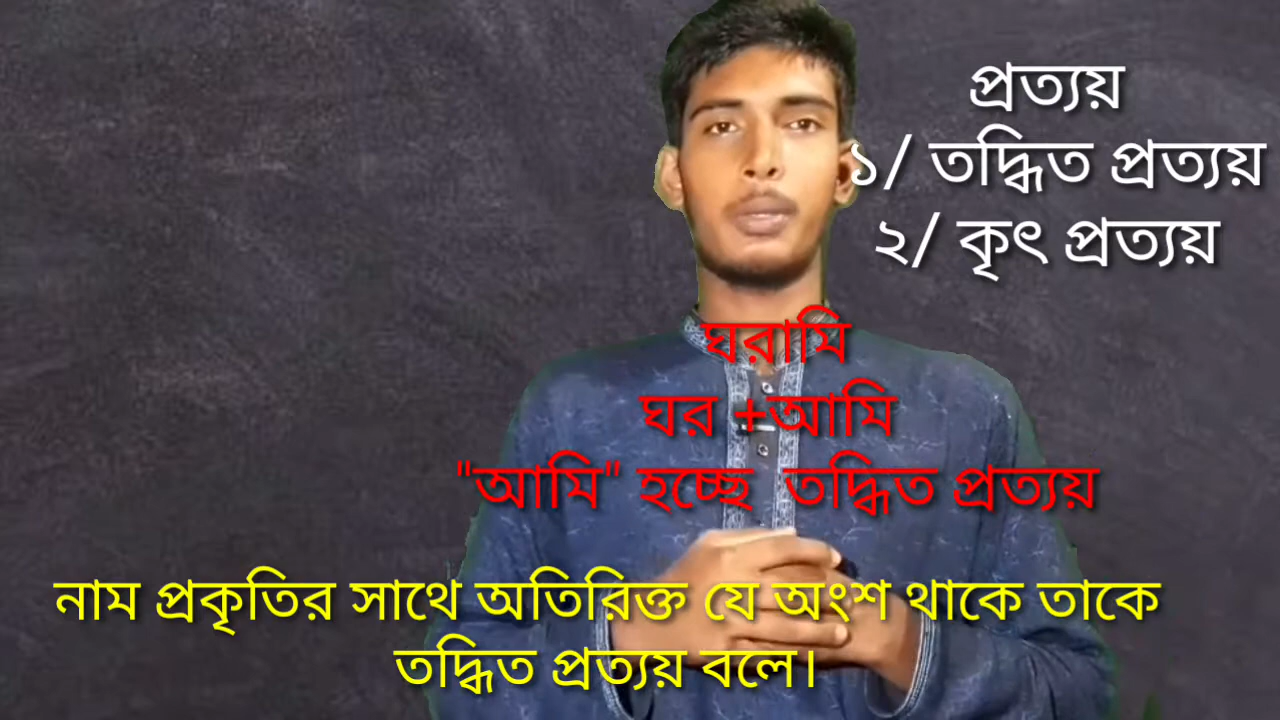 প্রত্যয়
১/ তদ্ধিত প্রত্যয়
২/ কৃৎ প্রত্যয়
ঘরামি
ঘর +আমি
"আমি" হচ্ছে তদ্ধিত প্রত্যয়
নাম প্রকৃতির সাথে অতিরিক্ত যে অংশ থাকে তাকে
তদ্ধিত প্রত্যয় বলে।